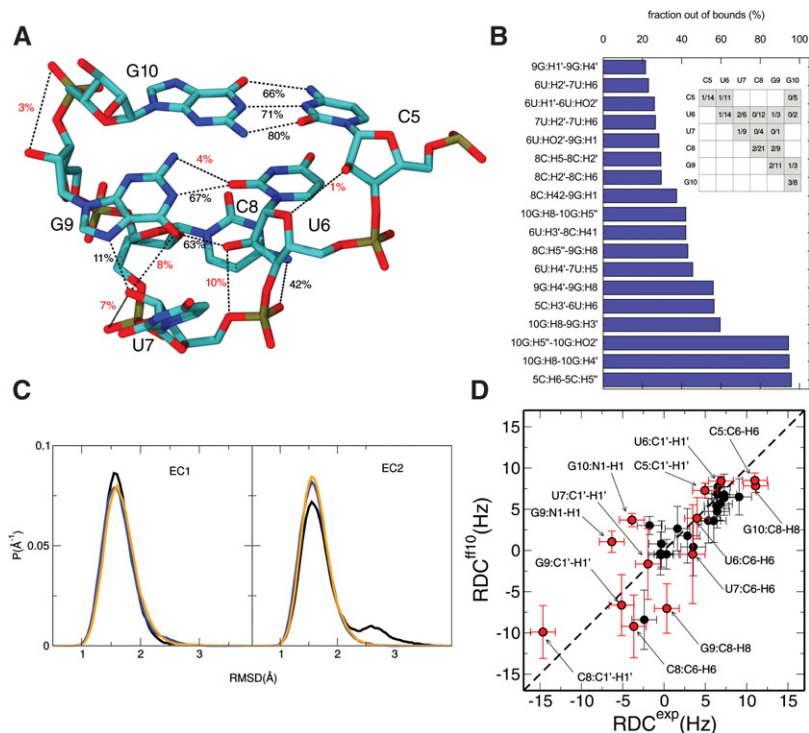 A
G10
66%
71%
80%
C5
3%
4%
1%
G9
67%
C8
U6
63%
11%
8%
42%
10%
7%
U7
B
fraction out of bounds (%)
0 20 40 60 80 100
9G:H1'-9G:H4'
6U:H2'-7U:H6
6U:H1'-6U:HO2'
7U:H2'-7U:H6
6U:HO2'-9G:H1
8C:H5-8C:H2'
8C:H2'-8C:H6
8C:H42-9G:H1
10G:H8-10G:H5"
6U:H3'-8C:H41
8C:H5"-9G:H8
6U:H4'-7U:H5
9G:H4'-9G:H8
5C:H3'-6U:H6
10G:H8-9G:H3'
10G:H5"-10G:HO2'
10G:H8-10G:H4'
5C:H6-5C:H5"
C5 U6 U7 C8 G9 G10
C5 1/14 1/11 0/5
U6 1/14 2/6 0/12 1/3 0/2
U7 1/9 0/4 0/1
C8 2/21 2/9
G9 2/11 1/3
G10 3/8
C
0.1
0.05
0
P(Å⁻¹)
EC1
EC2
1 2 3 1 2 3
RMSD(Å)
D
15
10
5
0
-5
-10
-15
RDC^ff10(Hz)
U6:C1'-H1'
C5:C6-H6
C5:C1'-H1'
G10:N1-H1
U7:C1'-H1'
G9:N1-H1
G10:C8-H8
U6:C6-H6
G9:C1'-H1'
U7:C6-H6
G9:C8-H8
C8:C6-H6
C8:C1'-H1'
-15 -10 -5 0 5 10 15
RDC^exp(Hz)